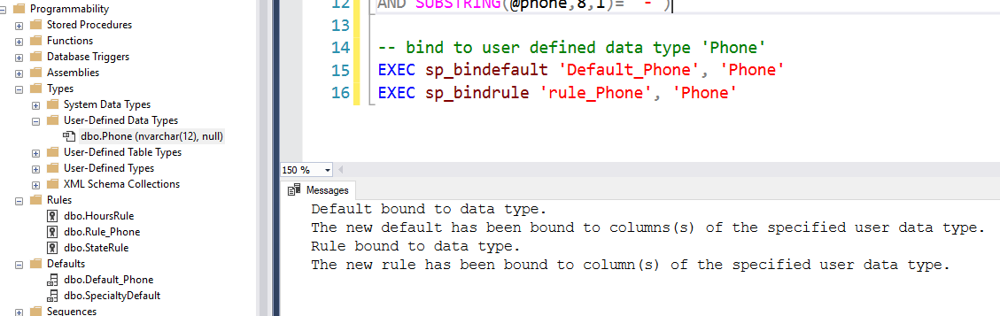 Programmability
Stored Procedures
Functions
Database Triggers
Assemblies
Types
System Data Types
User-Defined Data Types
dbo.Phone (nvarchar(12), null)
User-Defined Table Types
User-Defined Types
XML Schema Collections
Rules
dbo.HoursRule
dbo.Rule_Phone
dbo.StateRule
Defaults
dbo.Default_Phone
dbo.SpecialtyDefault
Sequences
12 AND SUBSTRING(@phone,8,1)= '-')
13
14 -- bind to user defined data type 'Phone'
15 EXEC sp_bindefault 'Default_Phone', 'Phone'
16 EXEC sp_bindrule 'rule_Phone', 'Phone'
150 %
Messages
Default bound to data type.
The new default has been bound to columns(s) of the specified user data type.
Rule bound to data type.
The new rule has been bound to column(s) of the specified user data type.